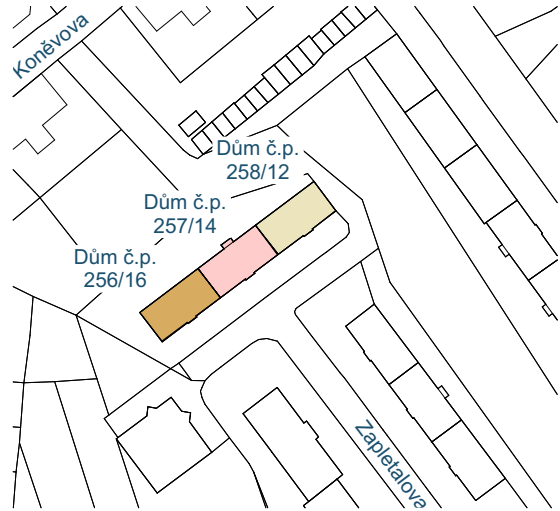 Koněvova
Dům č.p.
258/12
Dům č.p.
257/14
Dům č.p.
256/16
Zapletalova